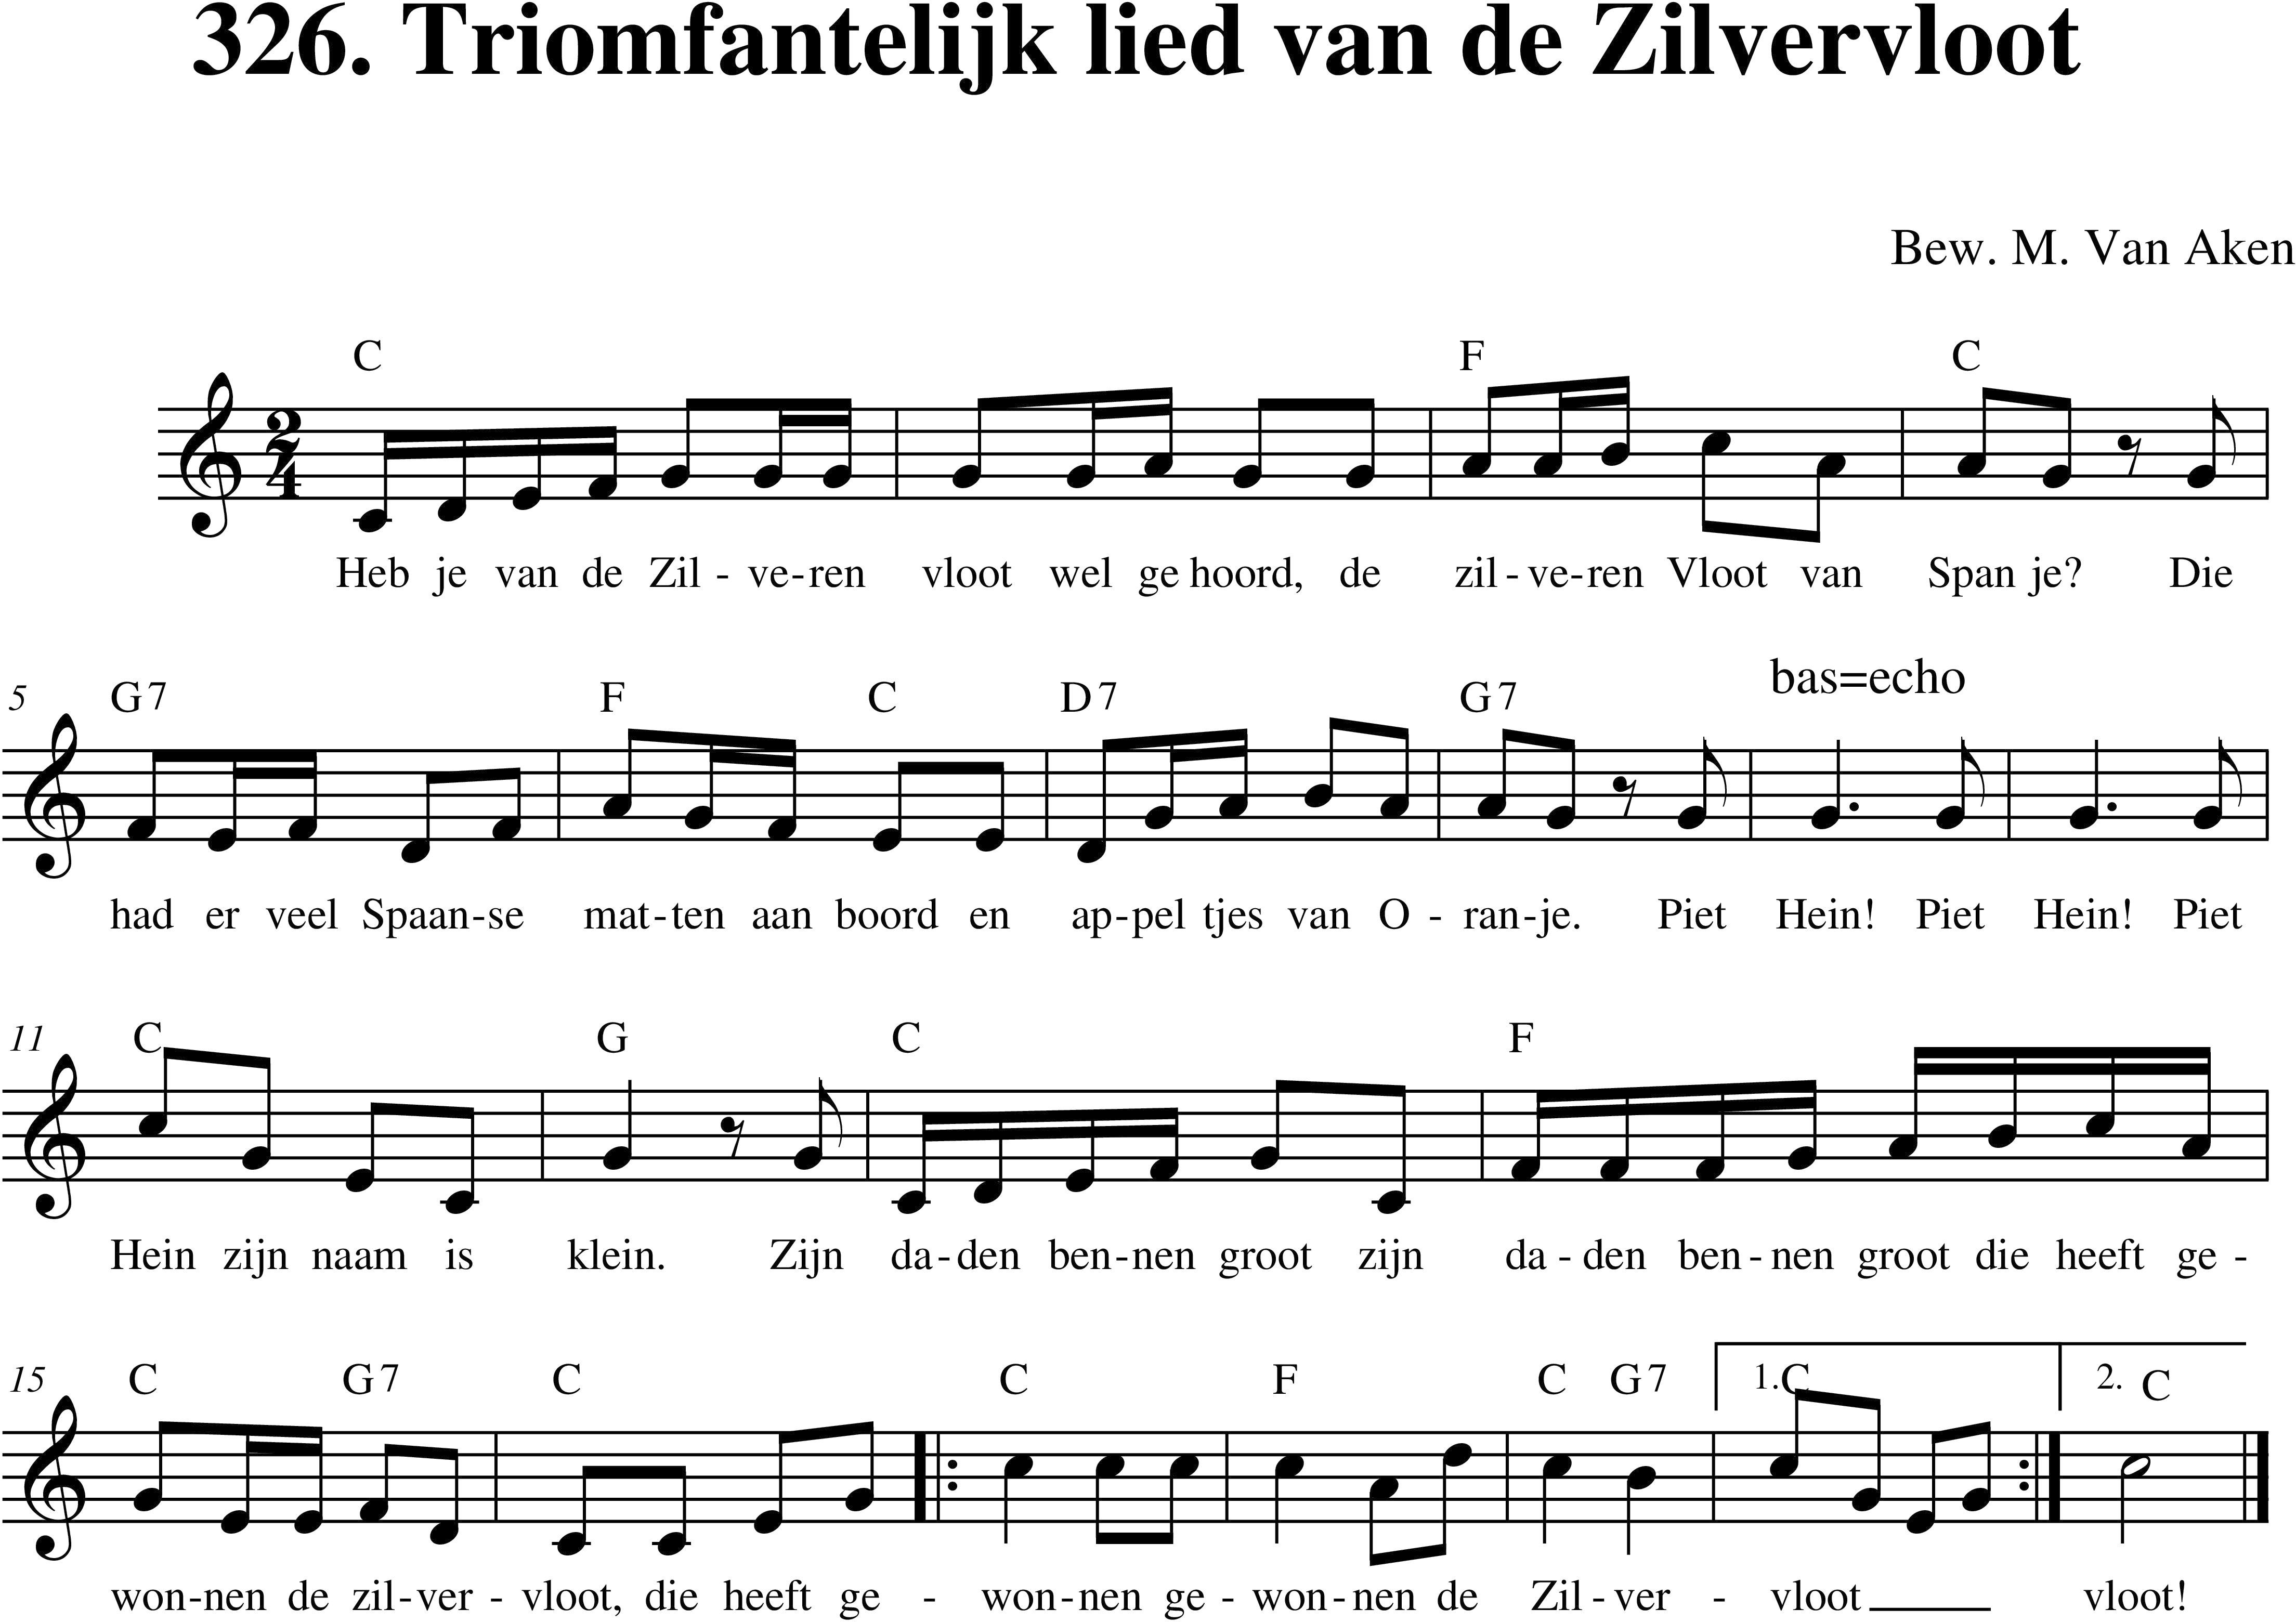 326. Triomfantelijk lied van de Zilvervloot
Bew. M. Van Aken
C F C
2
4
Heb je van de Zil - ve-ren vloot wel ge hoord, de zil - ve-ren Vloot van Span je? Die
bas=echo
5 G7 F C D7 G7
had er veel Spaan-se mat-ten aan boord en ap-pel tjes van O - ran-je. Piet Hein! Piet Hein! Piet
11 C G C F
Hein zijn naam is klein. Zijn da-den ben-nen groot zijn da - den ben - nen groot die heeft ge -
15 C G7 C C F C G7 1.C 2. C
won-nen de zil-ver - vloot, die heeft ge - won-nen ge - won-nen de Zil - ver - vloot vloot!